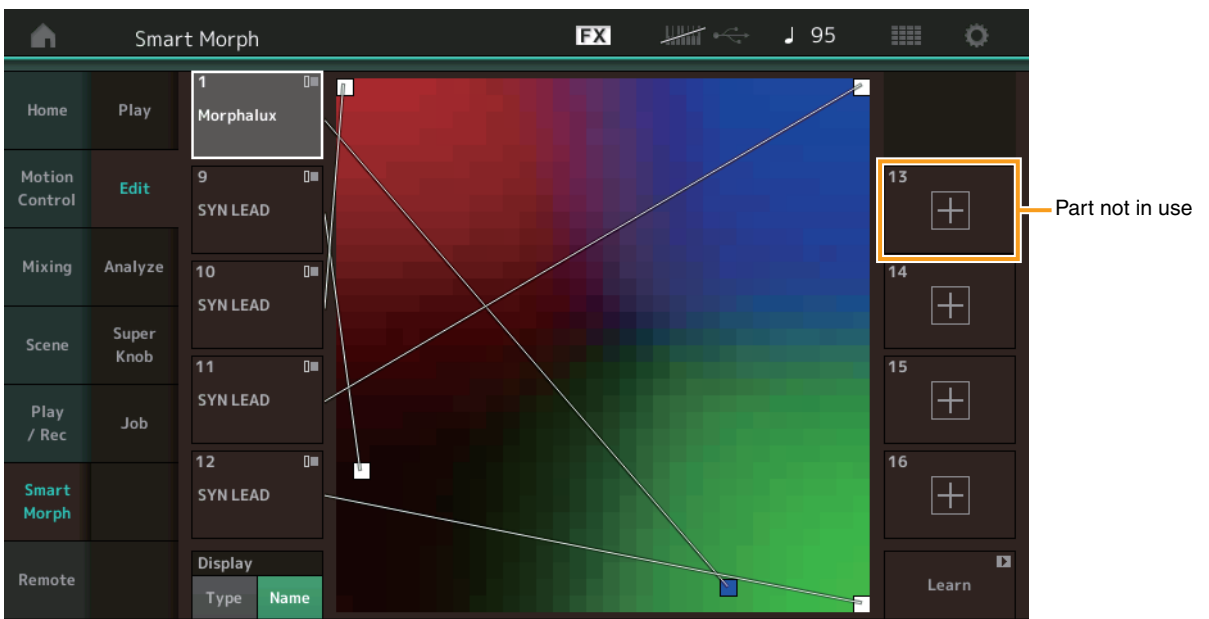 Smart Morph
FX
♩ 95
Home
Play
Motion
Control
Edit
Mixing
Analyze
Scene
Super
Knob
Play
/ Rec
Job
Smart
Morph
Remote
1
Morphalux
9
SYN LEAD
10
SYN LEAD
11
SYN LEAD
12
SYN LEAD
Display
Type
Name
13
14
15
16
Learn
Part not in use